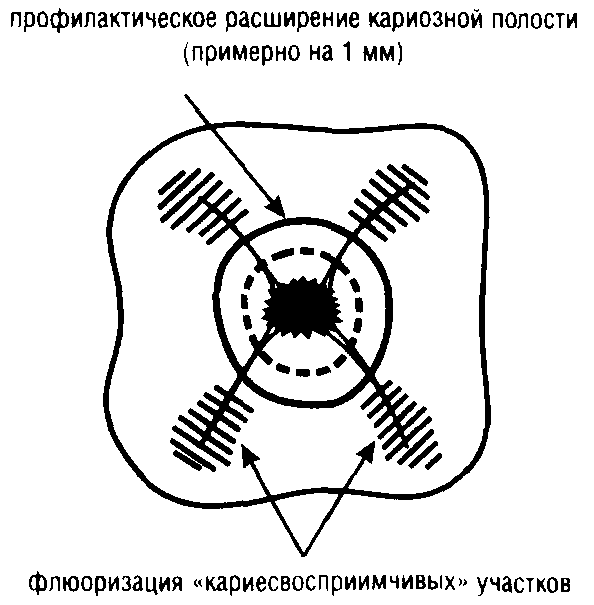 профилактическое расширение кариозной полости
(примерно на 1 мм)
флюоризация «кариесвосприимчивых» участков